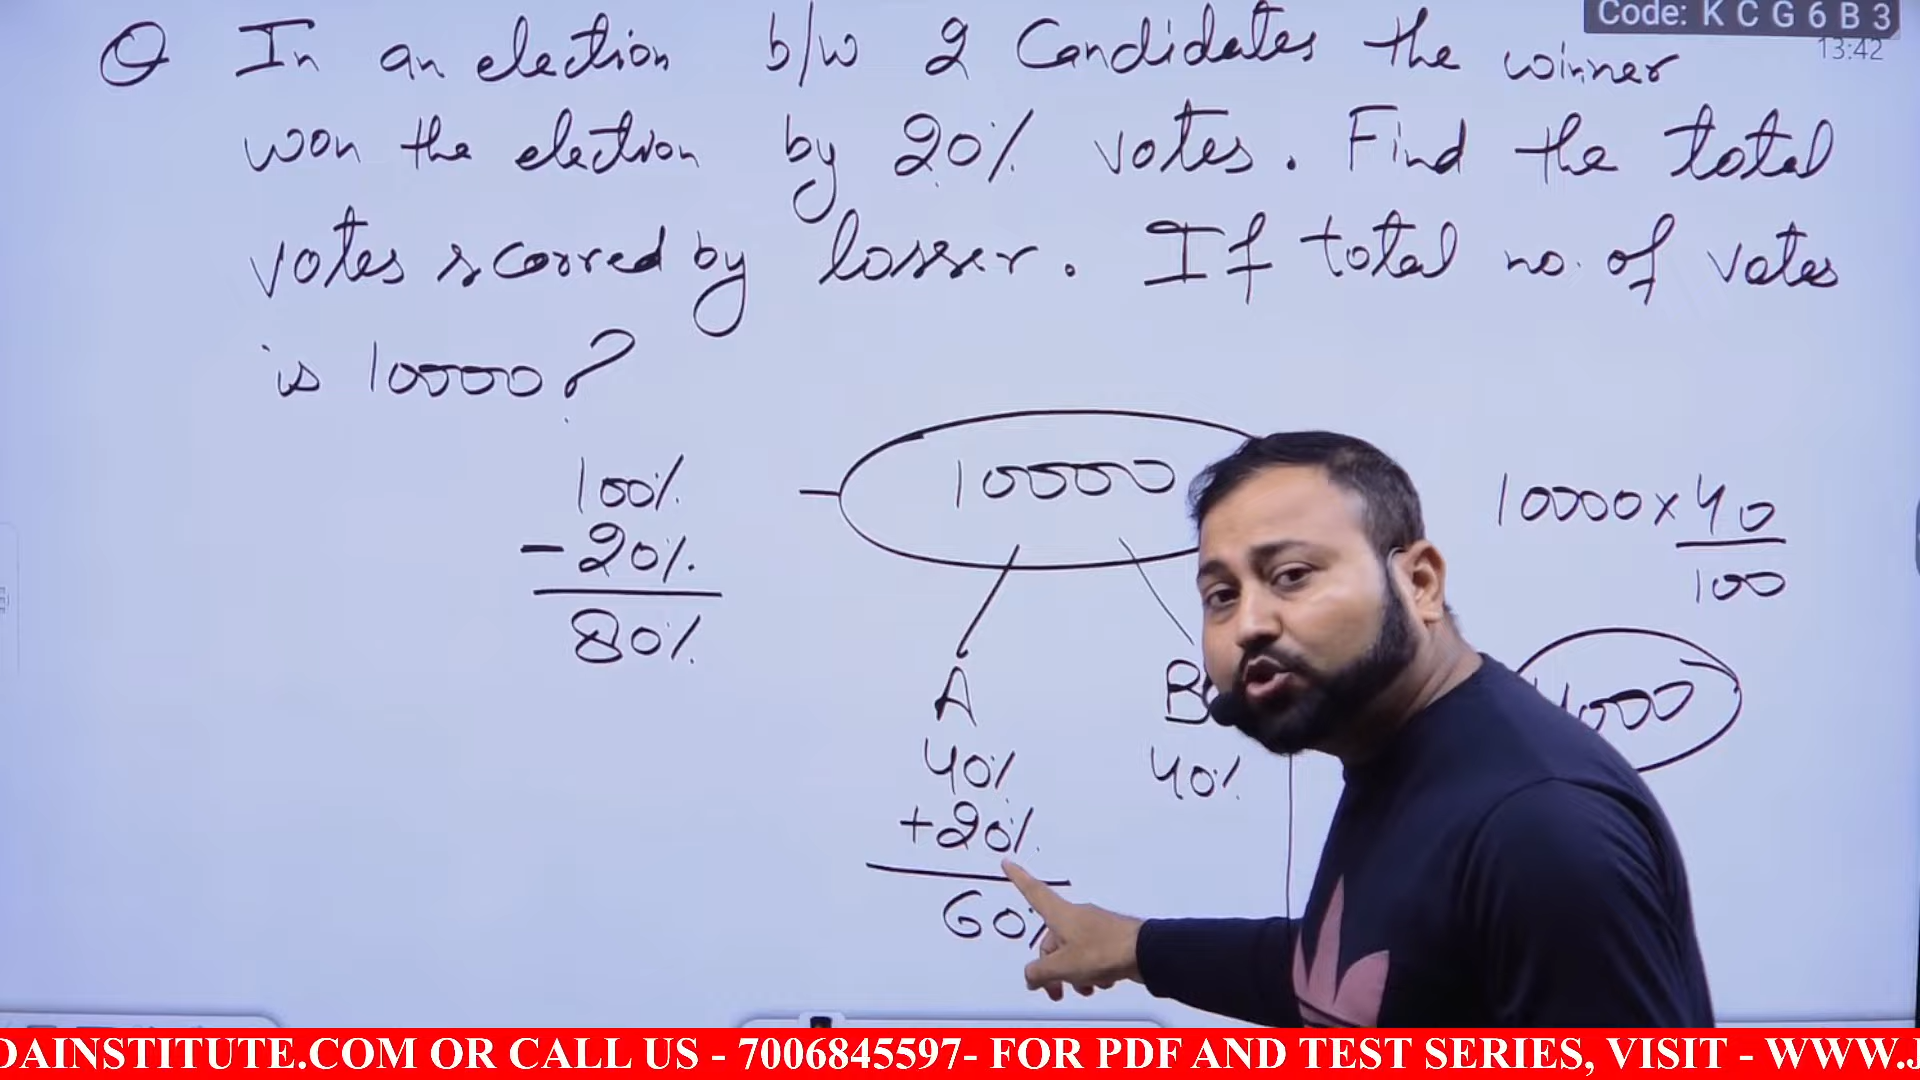 Code: K C G 6 B 3
13:42
Q In an election b/w 2 Candidates the winner
won the election by 20% votes. Find the total
votes scorred by losser. If total no. of votes
is 10000?
100%
- 20%
80%
10000
A
40%
+20%
60%
B
40%
10000 x 40
100
4000
DAINSTITUTE.COM OR CALL US - 7006845597- FOR PDF AND TEST SERIES, VISIT - WWW.J